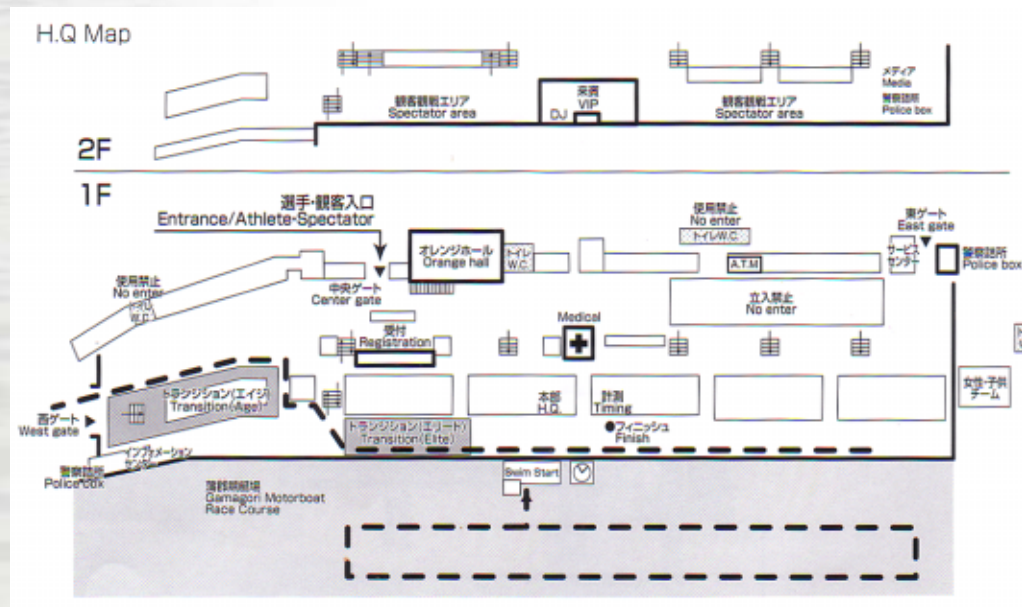 H.Q Map
メディア
Media
警察詰所
Police box
観客観戦エリア
Spectator area
来賓
VIP
DJ
観客観戦エリア
Spectator area
2F
1F
選手・観客入口
Entrance/Athlete-Spectator
使用禁止
No enter
トイレW.C.
東ゲート
East gate
オレンジホール
Orange hall
トイレ
W.C.
A.T.M
サービス
センター
警察詰所
Police box
使用禁止
No enter
トイレ
W.C.
中央ゲート
Center gate
立入禁止
No enter
受付
Registration
Medical
トランジション(エイジ)
Transition(Age)
本部
H.Q.
計測
Timing
女性・子供
チーム
西ゲート
West gate
トランジション(エリート)
Transition(Elite)
フィニッシュ
Finish
インフォメーション
センター
警察詰所
Police box
Swim Start
蒲郡競艇場
Gamagori Motorboat
Race Course